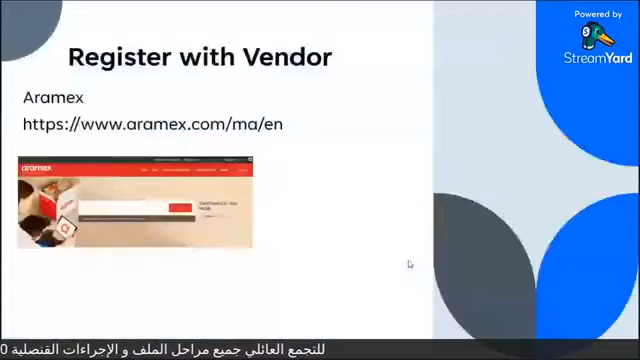 Powered by
StreamYard
Register with Vendor
Aramex
https://www.aramex.com/ma/en
aramex
للتجمع العائلي جميع مراحل الملف و الإجراءات القنصلية 0